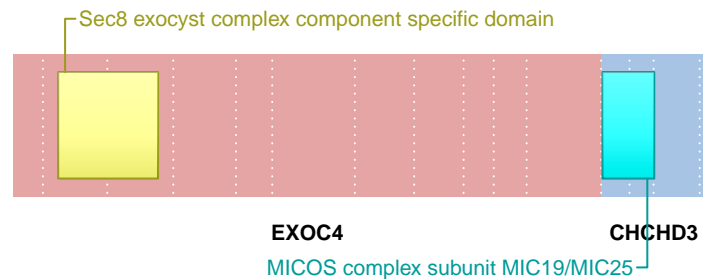 Sec8 exocyst complex component specific domain
EXOC4 CHCHD3
MICOS complex subunit MIC19/MIC25